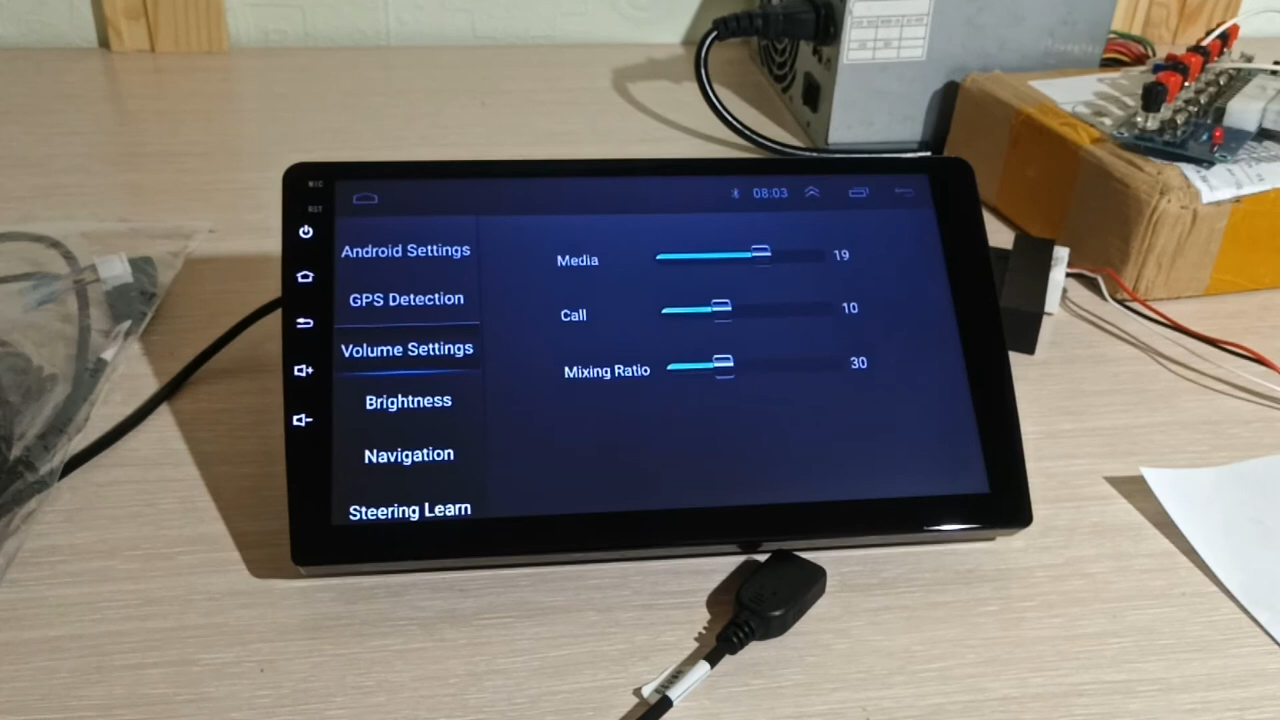 MIC
RST
08:03
Android Settings
GPS Detection
Volume Settings
Brightness
Navigation
Steering Learn
Media 19
Call 10
Mixing Ratio 30